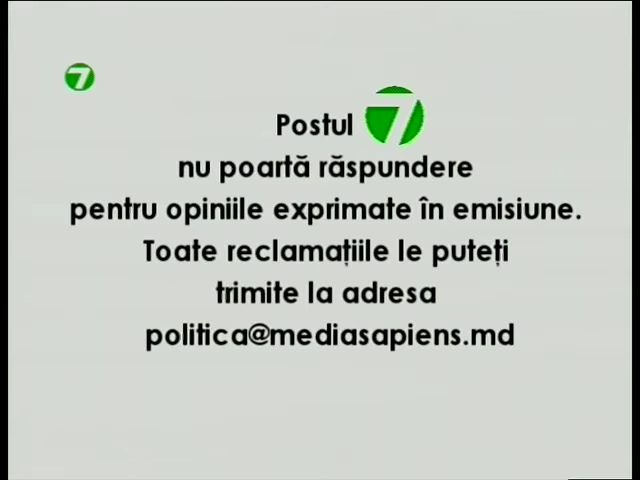 7
Postul 7
nu poartă răspundere
pentru opiniile exprimate în emisiune.
Toate reclamațiile le puteți
trimite la adresa
politica@mediasapiens.md